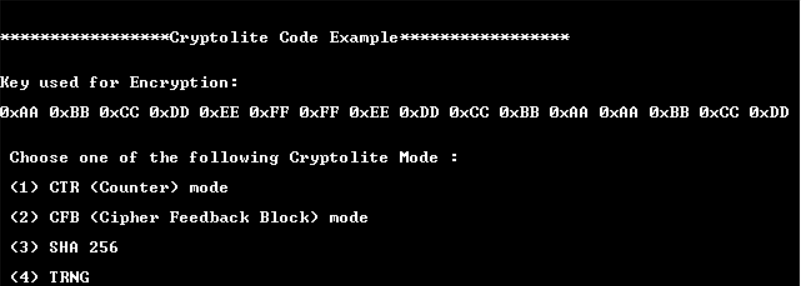 *****************Cryptolite Code Example*****************
Key used for Encryption:
0xAA 0xBB 0xCC 0xDD 0xEE 0xFF 0xFF 0xEE 0xDD 0xCC 0xBB 0xAA 0xAA 0xBB 0xCC 0xDD
Choose one of the following Cryptolite Mode :
(1) CTR (Counter) mode
(2) CFB (Cipher Feedback Block) mode
(3) SHA 256
(4) TRNG